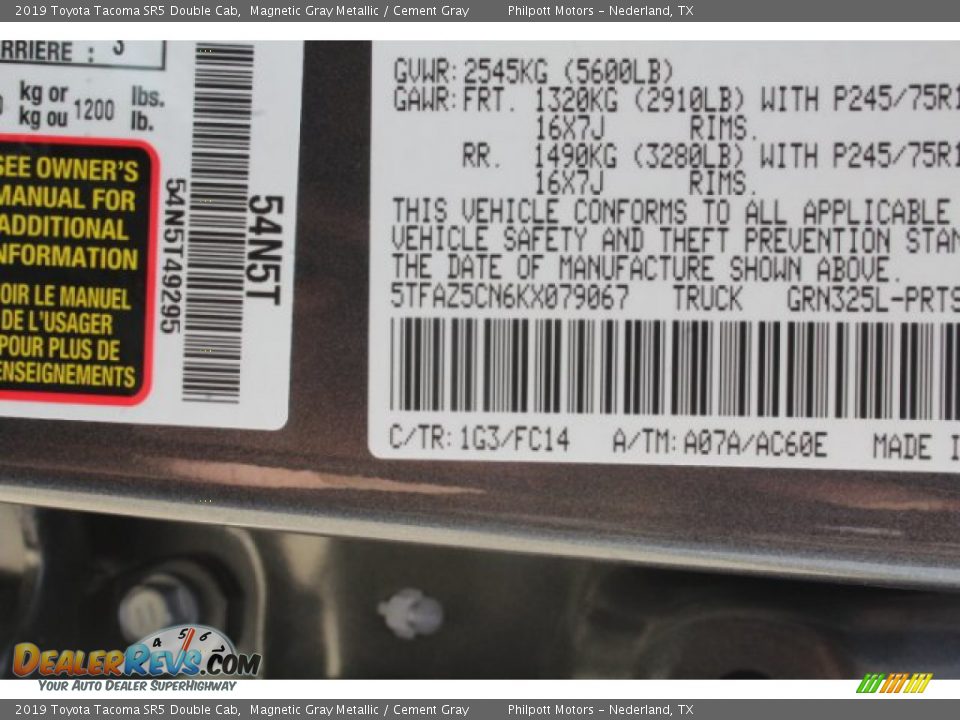 2019 Toyota Tacoma SR5 Double Cab, Magnetic Gray Metallic / Cement Gray Philpott Motors - Nederland, TX
RRIERE : 3
kg or
kg ou 1200 lbs.
lb.
SEE OWNER'S
MANUAL FOR
ADDITIONAL
INFORMATION
OIR LE MANUEL
DE L'USAGER
POUR PLUS DE
ENSEIGNEMENTS
54N5T49295
54N5T
GVWR: 2545KG (5600LB)
GAWR: FRT. 1320KG (2910LB) WITH P245/75R1
16X7J RIMS.
RR. 1490KG (3280LB) WITH P245/75R1
16X7J RIMS.
THIS VEHICLE CONFORMS TO ALL APPLICABLE
VEHICLE SAFETY AND THEFT PREVENTION STAN
THE DATE OF MANUFACTURE SHOWN ABOVE.
5TFAZ5CN6KX079067 TRUCK GRN325L-PRTS
C/TR: 1G3/FC14 A/TM: A07A/AC60E MADE I
4 5 6
DealerRevs.com
Your Auto Dealer SuperHighway
2019 Toyota Tacoma SR5 Double Cab, Magnetic Gray Metallic / Cement Gray Philpott Motors - Nederland, TX